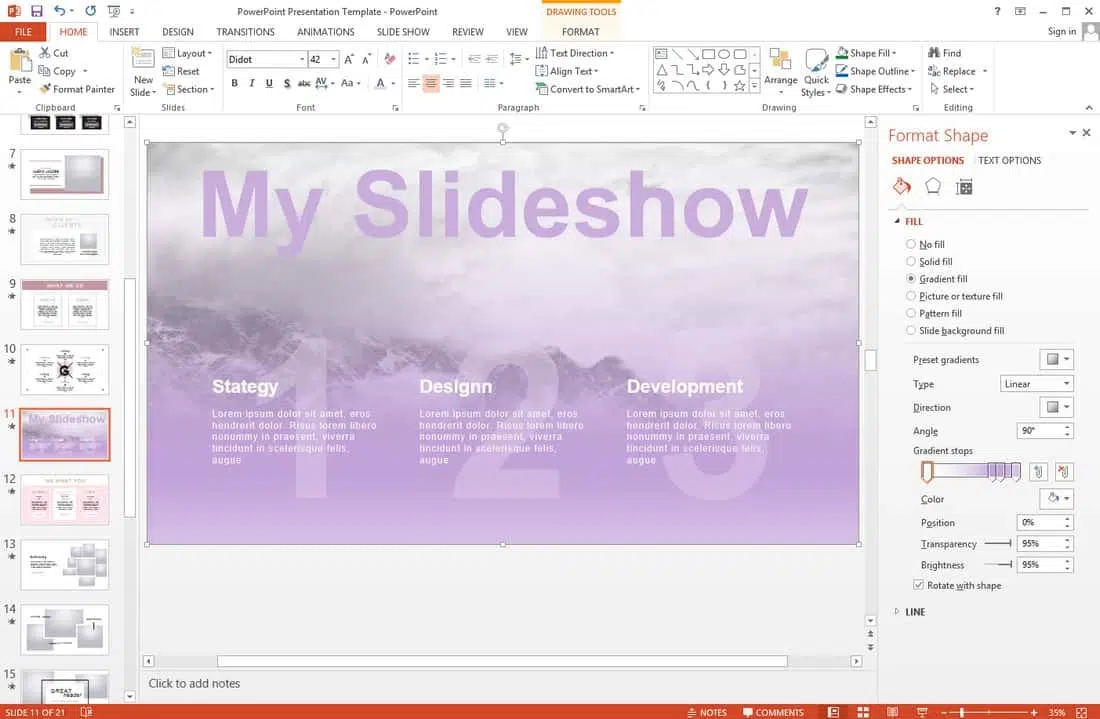 PowerPoint Presentation Template - PowerPoint
DRAWING TOOLS
? 
FILE HOME INSERT DESIGN TRANSITIONS ANIMATIONS SLIDE SHOW REVIEW VIEW FORMAT
Sign in
Paste
Cut
Copy
Format Painter
Clipboard
New
Slide
Layout
Reset
Section
Slides
Didot 42
B I U S abc AV Aa A
Font
Text Direction
Align Text
Convert to SmartArt
Paragraph
Arrange
Quick
Styles
Shape Fill
Shape Outline
Shape Effects
Drawing
Find
Replace
Select
Editing
7
8
9
WHAT WE DO
10
G
11
My Slideshow
12
WE WANT YOU
13
14
15
GREAT
header
My Slideshow
1 2 3
Stategy
Lorem ipsum dolor sit amet, eros
hendrerit dolor. Risus lorem libero
nonummy in praesent, viverra
tincidunt in scelerisque felis,
augue
Designn
Lorem ipsum dolor sit amet, eros
hendrerit dolor. Risus lorem libero
nonummy in praesent, viverra
tincidunt in scelerisque felis,
augue
Development
Lorem ipsum dolor sit amet, eros
hendrerit dolor. Risus lorem libero
nonummy in praesent, viverra
tincidunt in scelerisque felis,
augue
Click to add notes
Format Shape
SHAPE OPTIONS TEXT OPTIONS
FILL
No fill
Solid fill
Gradient fill
Picture or texture fill
Pattern fill
Slide background fill
Preset gradients
Type Linear
Direction
Angle 90°
Gradient stops
Color
Position 0%
Transparency 95%
Brightness 95%
Rotate with shape
LINE
SLIDE 11 OF 21
NOTES COMMENTS 35%